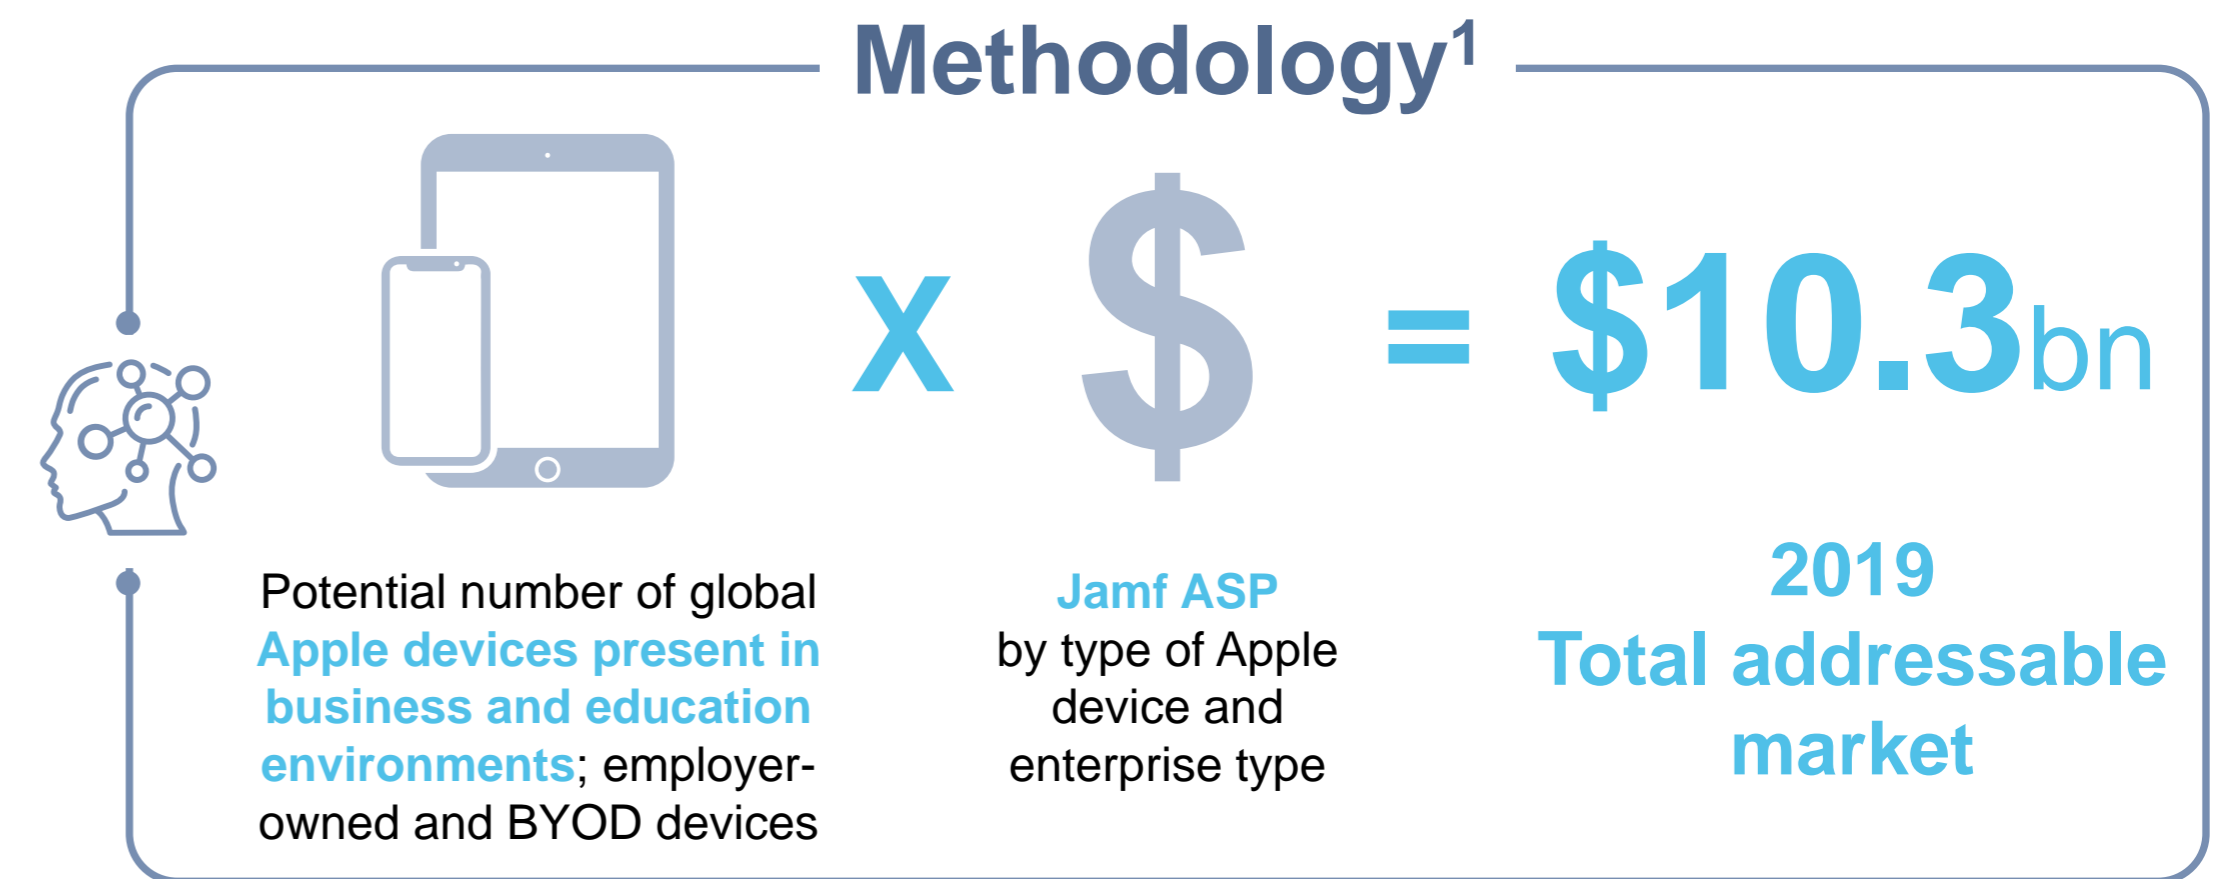 Methodology¹
X $ = $10.3bn
Potential number of global
Apple devices present in
business and education
environments; employer-
owned and BYOD devices
Jamf ASP
by type of Apple
device and
enterprise type
2019
Total addressable
market